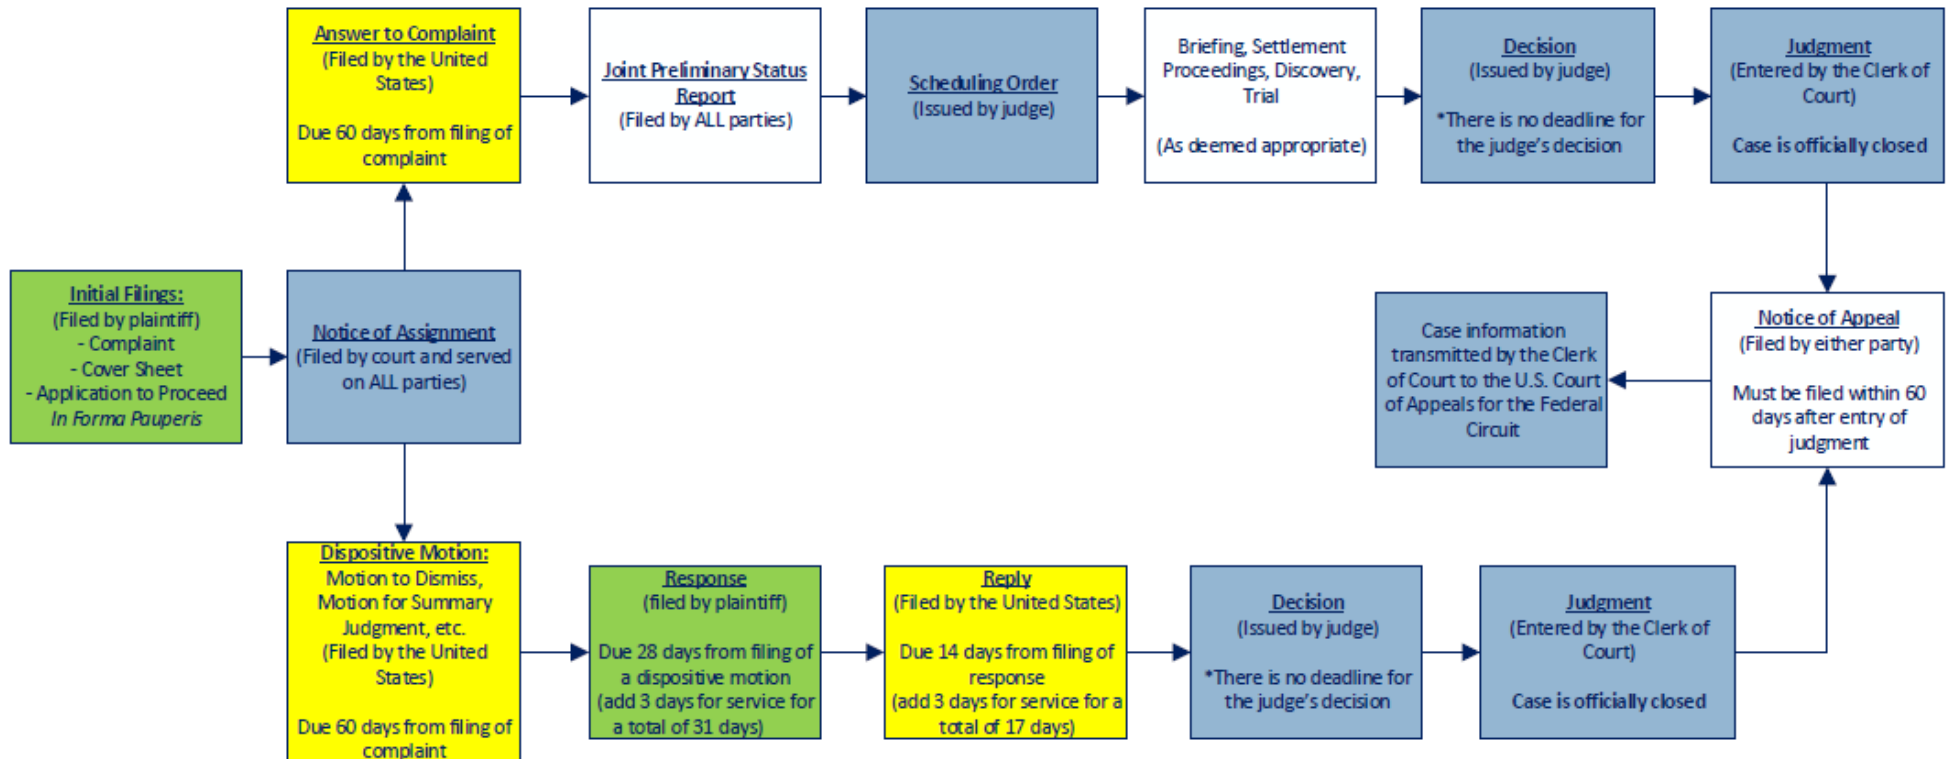 Answer to Complaint
(Filed by the United
States)
Due 60 days from filing of
complaint
Joint Preliminary Status
Report
(Filed by ALL parties)
Scheduling Order
(Issued by judge)
Briefing, Settlement
Proceedings, Discovery,
Trial
(As deemed appropriate)
Decision
(Issued by judge)
*There is no deadline for
the judge's decision
Judgment
(Entered by the Clerk of
Court)
Case is officially closed
Initial Filings:
(Filed by plaintiff)
- Complaint
- Cover Sheet
- Application to Proceed
In Forma Pauperis
Notice of Assignment
(Filed by court and served
on ALL parties)
Case information
transmitted by the Clerk
of Court to the U.S. Court
of Appeals for the Federal
Circuit
Notice of Appeal
(Filed by either party)
Must be filed within 60
days after entry of
judgment
Dispositive Motion:
Motion to Dismiss,
Motion for Summary
Judgment, etc.
(Filed by the United
States)
Due 60 days from filing of
complaint
Response
(filed by plaintiff)
Due 28 days from filing of
a dispositive motion
(add 3 days for service for
a total of 31 days)
Reply
(Filed by the United States)
Due 14 days from filing of
response
(add 3 days for service for a
total of 17 days)
Decision
(Issued by judge)
*There is no deadline for
the judge's decision
Judgment
(Entered by the Clerk of
Court)
Case is officially closed